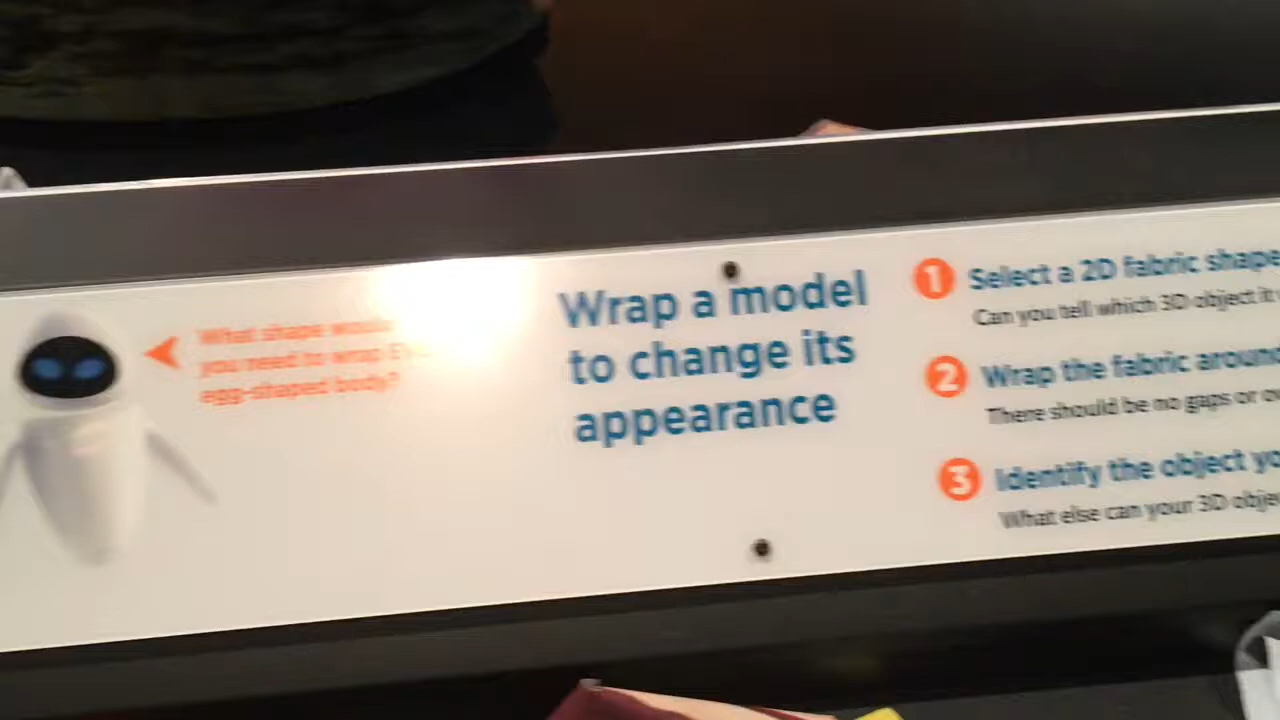 What shape would
you need to wrap
egg-shaped body?
Wrap a model
to change its
appearance
1 Select a 2D fabric shape
Can you tell which 3D object it
2 Wrap the fabric around
There should be no gaps or
3 Identify the object
What else can your 3D